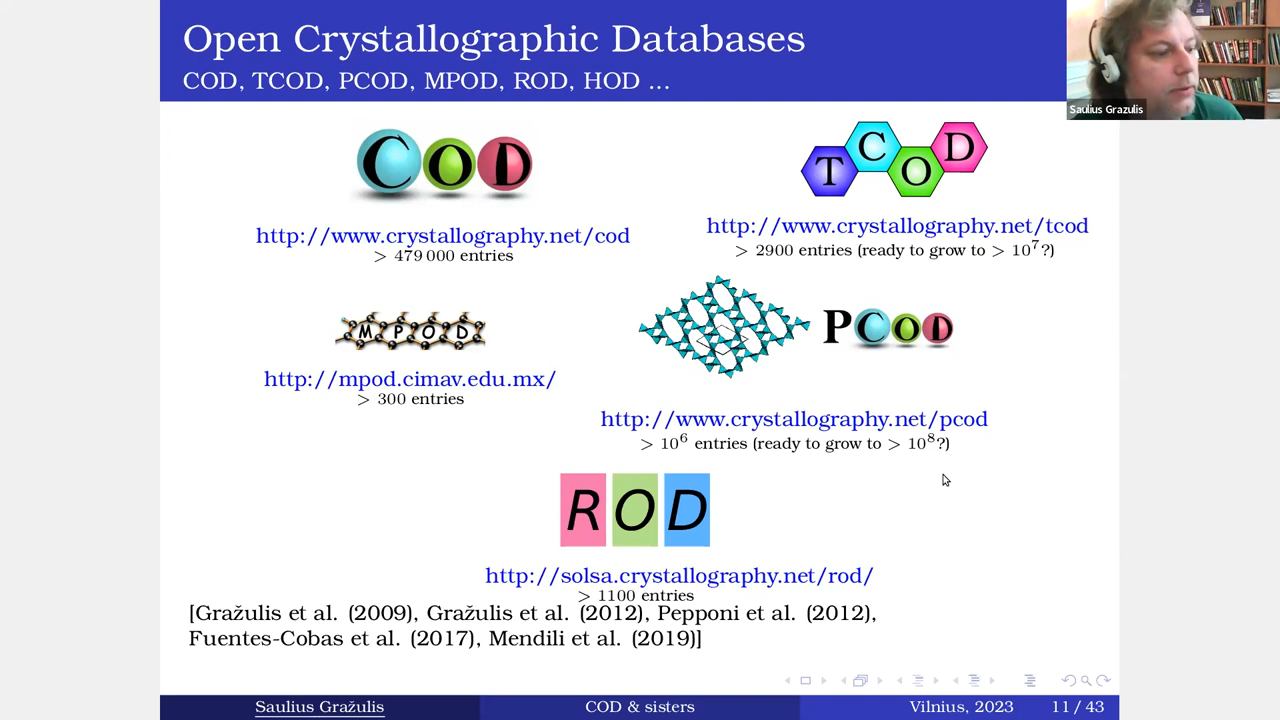 Open Crystallographic Databases
COD, TCOD, PCOD, MPOD, ROD, HOD ...
Saulius Grazulis
COD
TCOD
http://www.crystallography.net/cod
> 479 000 entries
http://www.crystallography.net/tcod
> 2900 entries (ready to grow to > 10⁷?)
MPOD
PCOD
http://mpod.cimav.edu.mx/
> 300 entries
http://www.crystallography.net/pcod
> 10⁶ entries (ready to grow to > 10⁸?)
ROD
http://solsa.crystallography.net/rod/
> 1100 entries
[Gražulis et al. (2009), Gražulis et al. (2012), Pepponi et al. (2012),
Fuentes-Cobas et al. (2017), Mendili et al. (2019)]
Saulius Gražulis COD & sisters Vilnius, 2023 11 / 43